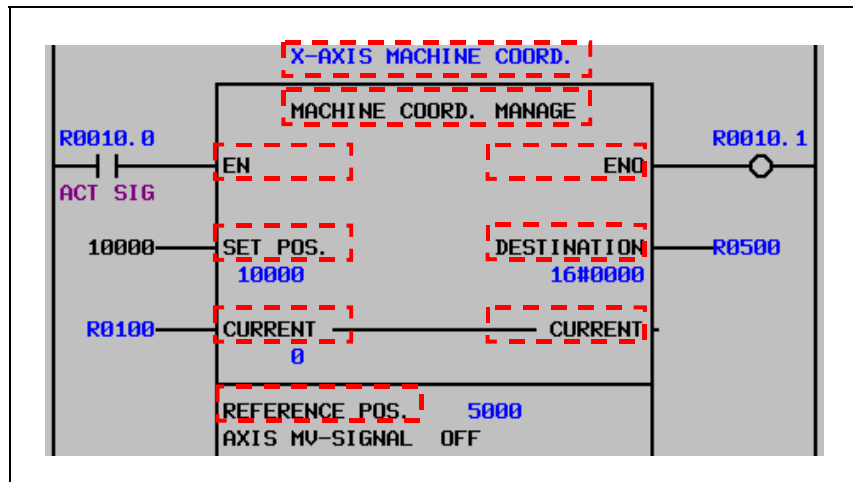 X-AXIS MACHINE COORD.
MACHINE COORD. MANAGE
R0010.0
R0010.1
EN
ENO
ACT SIG
10000
SET POS.
DESTINATION
R0500
10000
16#0000
R0100
CURRENT
CURRENT
0
REFERENCE POS. 5000
AXIS MV-SIGNAL OFF